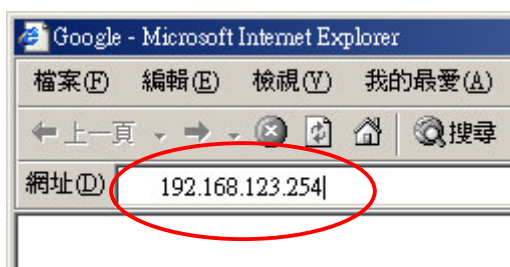 Google - Microsoft Internet Explorer
檔案(F) 編輯(E) 檢視(V) 我的最愛(A)
上一頁 搜尋
網址(D) 192.168.123.254